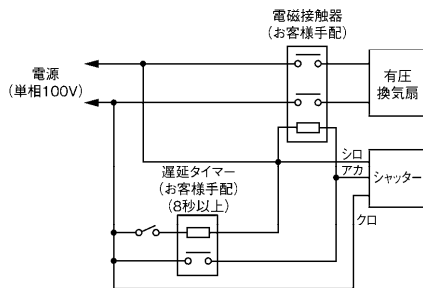 電磁接触器
(お客様手配)
電源
(単相100V)
有圧
換気扇
シロ
アカ
シャッター
クロ
遅延タイマー
(お客様手配)
(8秒以上)